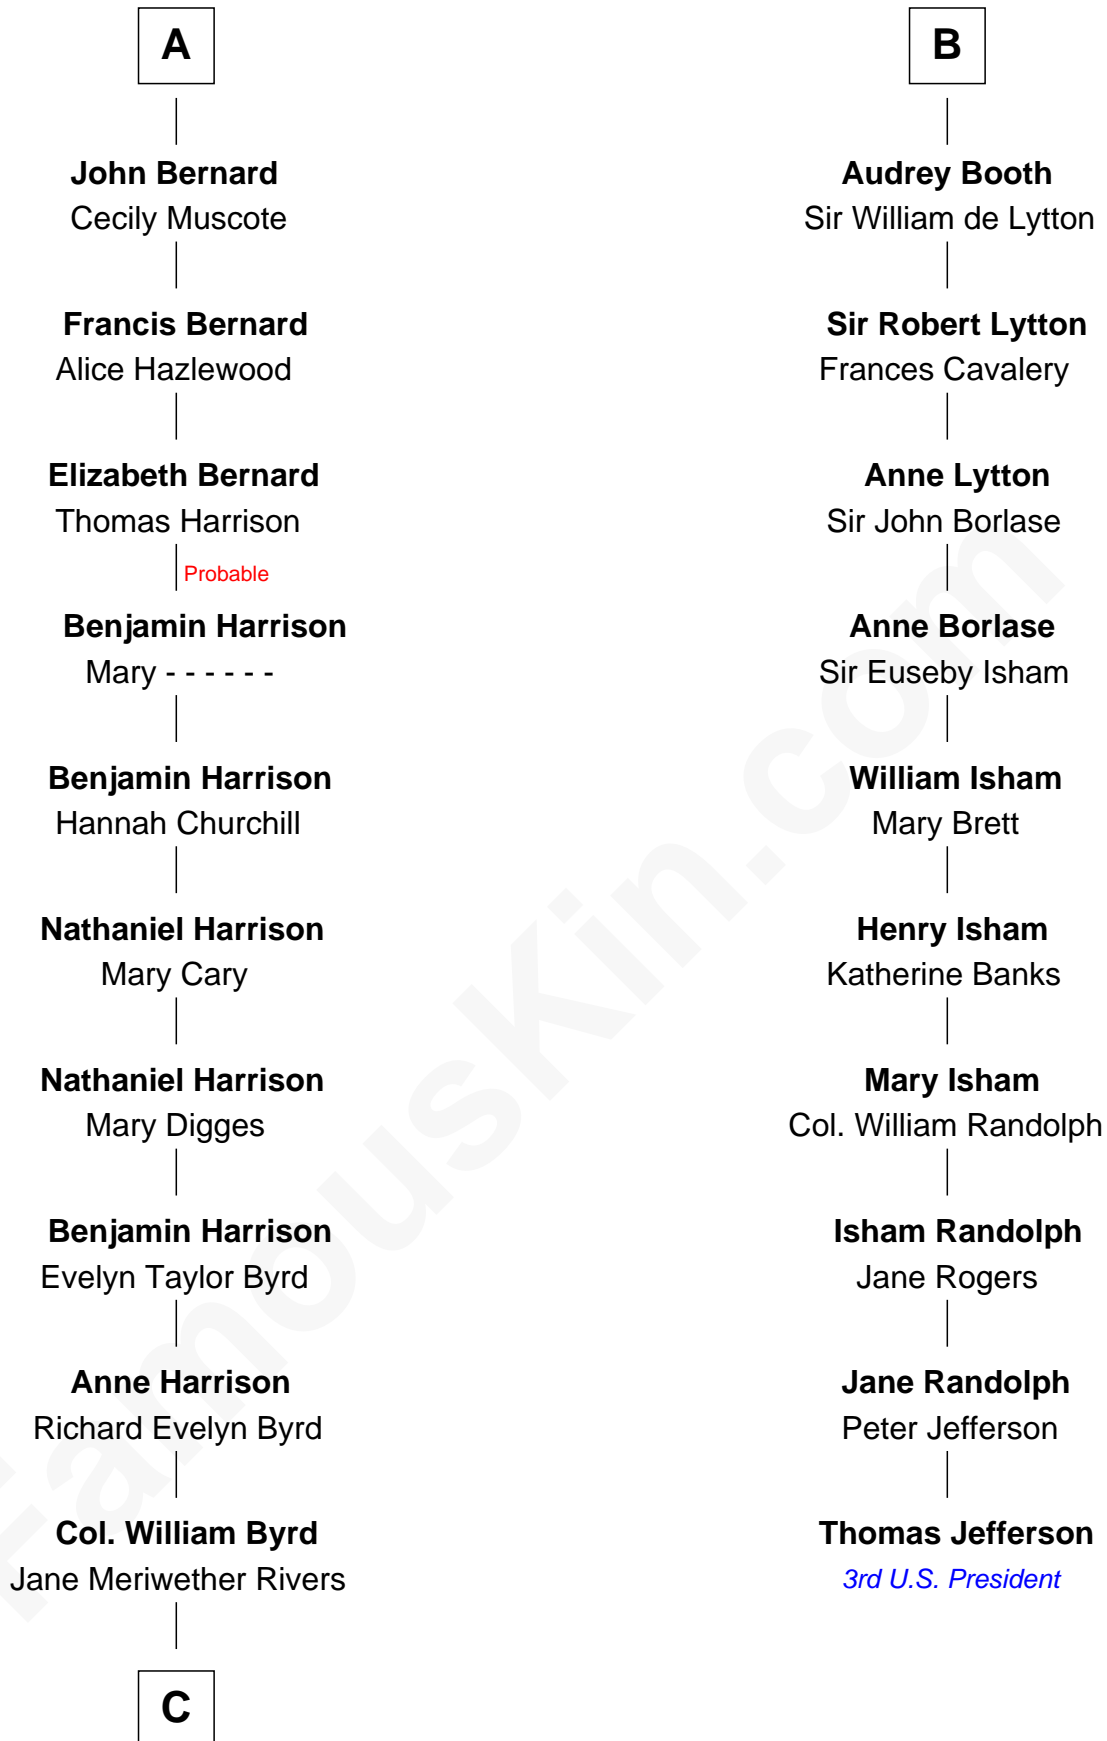 A
John Bernard
Cecily Muscote
Francis Bernard
Alice Hazlewood
Elizabeth Bernard
Thomas Harrison
Probable
Benjamin Harrison
Mary - - - - - -
Benjamin Harrison
Hannah Churchill
Nathaniel Harrison
Mary Cary
Nathaniel Harrison
Mary Digges
Benjamin Harrison
Evelyn Taylor Byrd
Anne Harrison
Richard Evelyn Byrd
Col. William Byrd
Jane Meriwether Rivers
C
B
Audrey Booth
Sir William de Lytton
Sir Robert Lytton
Frances Cavalery
Anne Lytton
Sir John Borlase
Anne Borlase
Sir Euseby Isham
William Isham
Mary Brett
Henry Isham
Katherine Banks
Mary Isham
Col. William Randolph
Isham Randolph
Jane Rogers
Jane Randolph
Peter Jefferson
Thomas Jefferson
3rd U.S. President
FamousKin.com